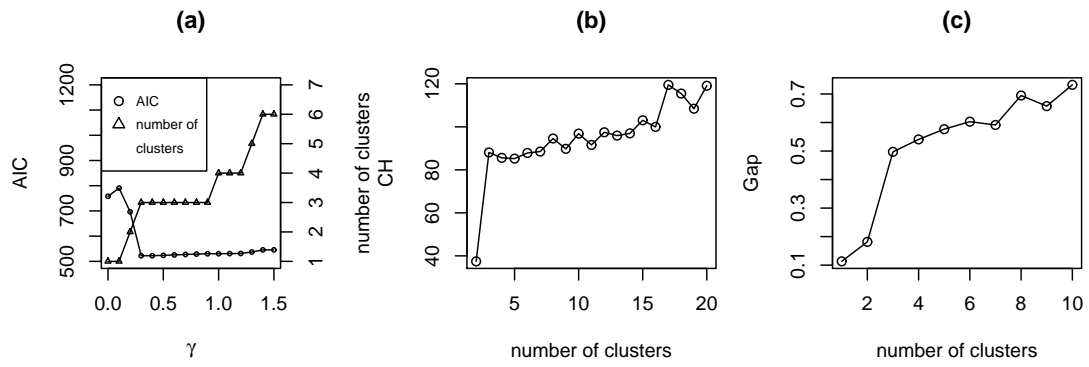 (a)
AIC
1200
900
700
500
AIC
number of
clusters
7
6
5
4
3
2
1
number of clusters
0.0
0.5
1.0
1.5
γ
(b)
CH
120
80
60
40
5
10
15
20
number of clusters
(c)
Gap
0.7
0.5
0.3
0.1
2
4
6
8
10
number of clusters